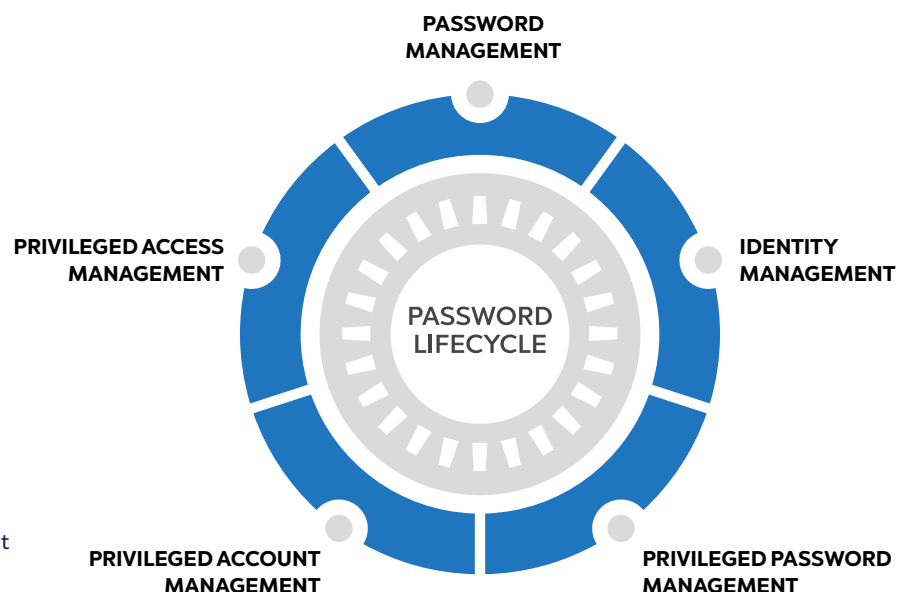 PASSWORD
MANAGEMENT
PRIVILEGED ACCESS
MANAGEMENT
IDENTITY
MANAGEMENT
PASSWORD
LIFECYCLE
t
PRIVILEGED ACCOUNT
MANAGEMENT
PRIVILEGED PASSWORD
MANAGEMENT